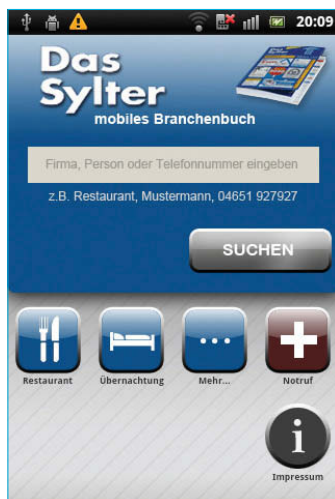 20:09
Das
Sylter
mobiles Branchenbuch
Firma, Person oder Telefonnummer eingeben
z.B. Restaurant, Mustermann, 04651 927927
SUCHEN
Restaurant
Übernachtung
Mehr...
Notruf
i
Impressum